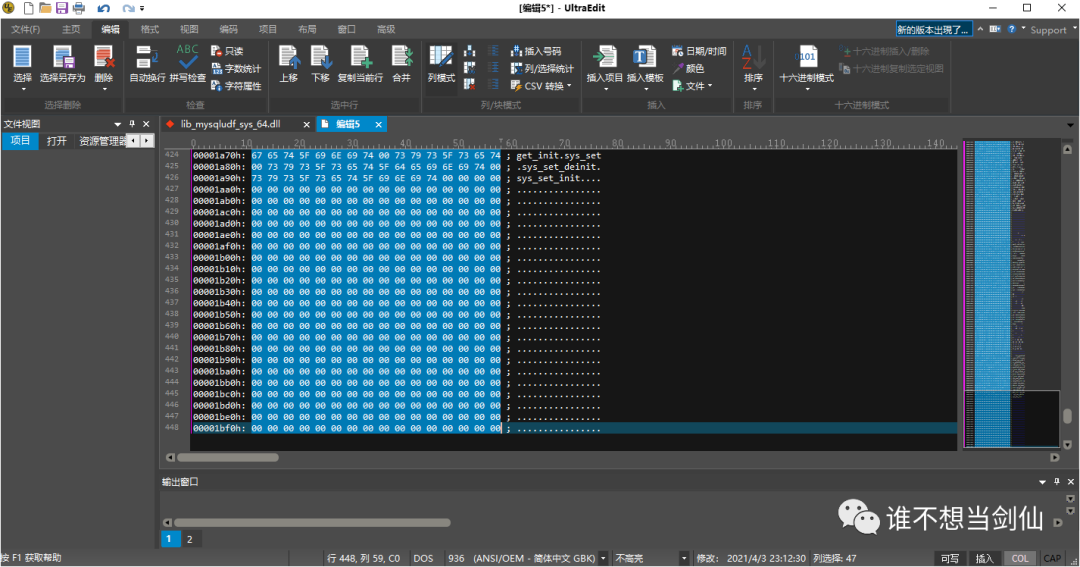 [编辑5*] - UltraEdit
文件(F) 主页 编辑 格式 视图 编码 项目 布局 窗口 高级 新的版本出現了... Support
选择 选择另存为 删除 自动换行 拼写检查 只读 字数统计 字符属性 上移 下移 复制当前行 合并 列模式 插入号码 列/选择统计 CSV 转换 插入项目 插入模板 日期/时间 颜色 文件 排序 十六进制模式 十六进制插入/删除 十六进制复制选定视图
选择删除 检查 选中行 列/块模式 插入 排序 十六进制模式
文件视图 lib_mysqludf_sys_64.dll 编辑5
项目 打开 资源管理器
0 10 20 30 40 50 60 70 80 90 100 110 120 130 140
424 00001a70h: 67 65 74 5F 69 6E 69 74 00 73 79 73 5F 73 65 74 ; get_init.sys_set
425 00001a80h: 00 73 79 73 5F 73 65 74 5F 64 65 69 6E 69 74 00 ; .sys_set_deinit.
426 00001a90h: 73 79 73 5F 73 65 74 5F 69 6E 69 74 00 00 00 00 ; sys_set_init....
427 00001aa0h: 00 00 00 00 00 00 00 00 00 00 00 00 00 00 00 00 ; ................
428 00001ab0h: 00 00 00 00 00 00 00 00 00 00 00 00 00 00 00 00 ; ................
429 00001ac0h: 00 00 00 00 00 00 00 00 00 00 00 00 00 00 00 00 ; ................
430 00001ad0h: 00 00 00 00 00 00 00 00 00 00 00 00 00 00 00 00 ; ................
431 00001ae0h: 00 00 00 00 00 00 00 00 00 00 00 00 00 00 00 00 ; ................
432 00001af0h: 00 00 00 00 00 00 00 00 00 00 00 00 00 00 00 00 ; ................
433 00001b00h: 00 00 00 00 00 00 00 00 00 00 00 00 00 00 00 00 ; ................
434 00001b10h: 00 00 00 00 00 00 00 00 00 00 00 00 00 00 00 00 ; ................
435 00001b20h: 00 00 00 00 00 00 00 00 00 00 00 00 00 00 00 00 ; ................
436 00001b30h: 00 00 00 00 00 00 00 00 00 00 00 00 00 00 00 00 ; ................
437 00001b40h: 00 00 00 00 00 00 00 00 00 00 00 00 00 00 00 00 ; ................
438 00001b50h: 00 00 00 00 00 00 00 00 00 00 00 00 00 00 00 00 ; ................
439 00001b60h: 00 00 00 00 00 00 00 00 00 00 00 00 00 00 00 00 ; ................
440 00001b70h: 00 00 00 00 00 00 00 00 00 00 00 00 00 00 00 00 ; ................
441 00001b80h: 00 00 00 00 00 00 00 00 00 00 00 00 00 00 00 00 ; ................
442 00001b90h: 00 00 00 00 00 00 00 00 00 00 00 00 00 00 00 00 ; ................
443 00001ba0h: 00 00 00 00 00 00 00 00 00 00 00 00 00 00 00 00 ; ................
444 00001bb0h: 00 00 00 00 00 00 00 00 00 00 00 00 00 00 00 00 ; ................
445 00001bc0h: 00 00 00 00 00 00 00 00 00 00 00 00 00 00 00 00 ; ................
446 00001bd0h: 00 00 00 00 00 00 00 00 00 00 00 00 00 00 00 00 ; ................
447 00001be0h: 00 00 00 00 00 00 00 00 00 00 00 00 00 00 00 00 ; ................
448 00001bf0h: 00 00 00 00 00 00 00 00 00 00 00 00 00 00 00 00 ; ................
输出窗口
谁不想当剑仙
1 2
按 F1 获取帮助 行 448, 列 59, C0 DOS 936 (ANSI/OEM - 简体中文 GBK) 不高亮 修改: 2021/4/3 23:12:30 列选择: 47 可写 插入 COL CAP